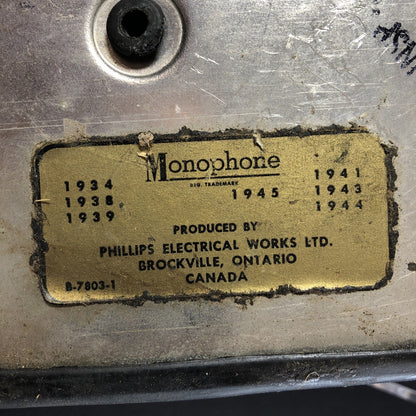 Monophone
REG. TRADEMARK
1934 1941
1938 1945 1943
1939 1944
PRODUCED BY
PHILLIPS ELECTRICAL WORKS LTD.
BROCKVILLE, ONTARIO
CANADA
B-7803-1